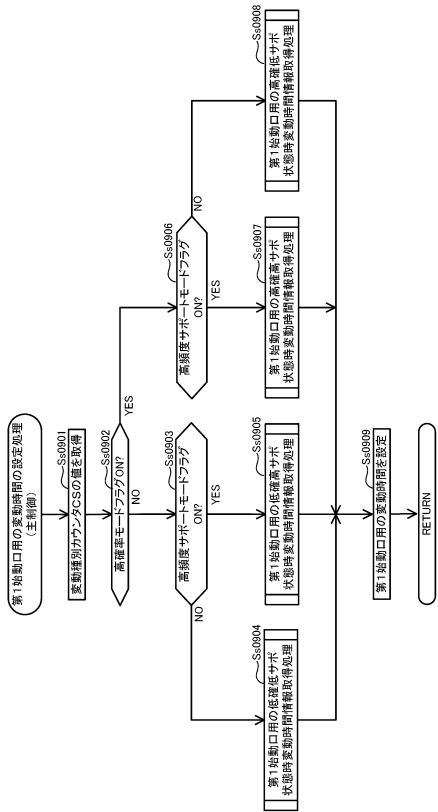 第1始動口用の変動時間の設定処理
(主制御)
Ss0901
変動種別カウンタCSの値を取得
Ss0902
高確率モードフラグON?
YES
NO
Ss0903
高頻度サポートモードフラグ
ON?
NO
YES
Ss0906
高頻度サポートモードフラグ
ON?
NO
YES
Ss0904
第1始動口用の低確低サポ
状態時変動時間情報取得処理
Ss0905
第1始動口用の低確高サポ
状態時変動時間情報取得処理
Ss0907
第1始動口用の高確高サポ
状態時変動時間情報取得処理
Ss0908
第1始動口用の高確低サポ
状態時変動時間情報取得処理
Ss0909
第1始動口用の変動時間を設定
RETURN